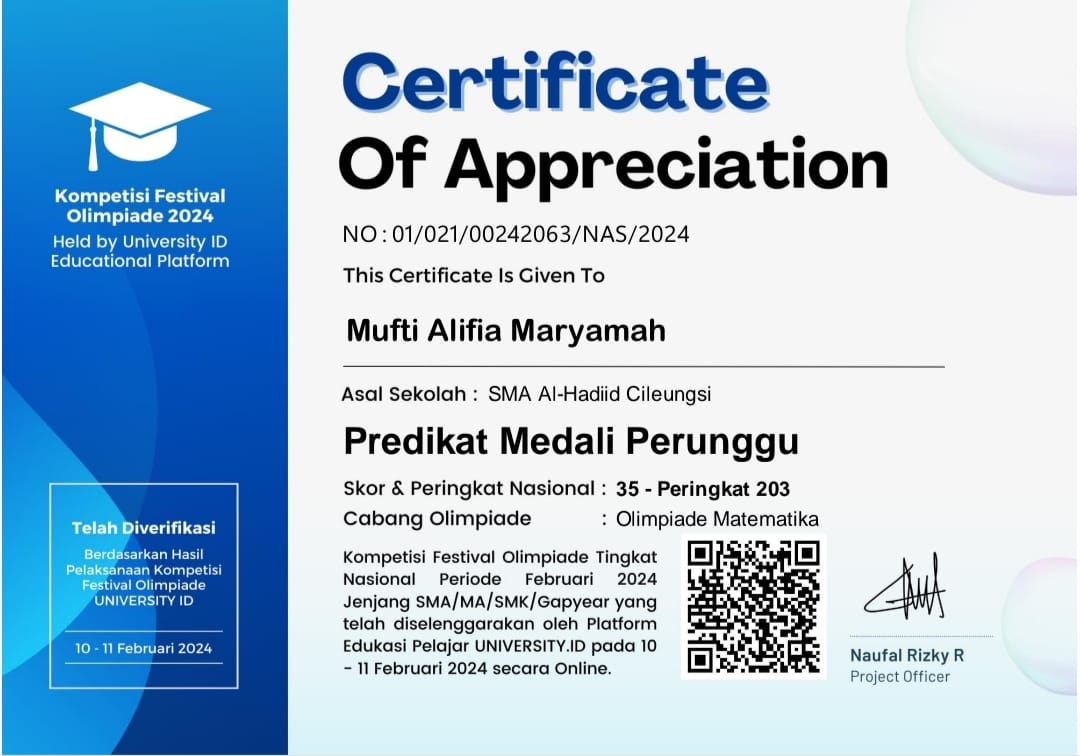 Kompetisi Festival
Olimpiade 2024
Held by University ID
Educational Platform
Certificate
Of Appreciation
NO : 01/021/00242063/NAS/2024
This Certificate Is Given To
Mufti Alifia Maryamah
Asal Sekolah : SMA Al-Hadiid Cileungsi
Predikat Medali Perunggu
Skor & Peringkat Nasional : 35 - Peringkat 203
Cabang Olimpiade : Olimpiade Matematika
Kompetisi Festival Olimpiade Tingkat
Nasional Periode Februari 2024
Jenjang SMA/MA/SMK/Gapyear yang
telah diselenggarakan oleh Platform
Edukasi Pelajar UNIVERSITY.ID pada 10
- 11 Februari 2024 secara Online.
Telah Diverifikasi
Berdasarkan Hasil
Pelaksanaan Kompetisi
Festival Olimpiade
UNIVERSITY ID
10 - 11 Februari 2024
Naufal Rizky R
Project Officer